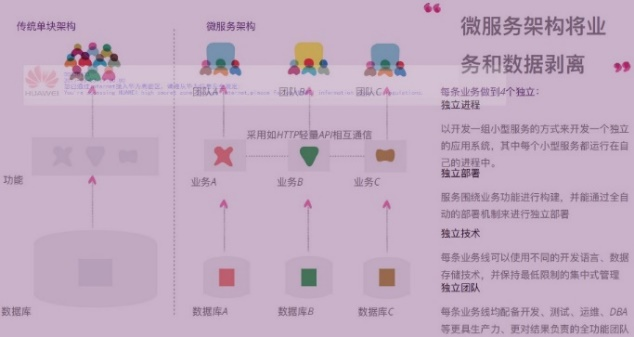 传统单块架构
微服务架构
微服务架构将业
务和数据剥离
HUAWEI
团队A
团队B
团队C
每条业务做到4个独立：
独立进程
采用如HTTP轻量API相互通信
以开发一组小型服务的方式来开发一个独立
的应用系统，其中每个小型服务都运行在自
己的进程中。
功能
业务A
业务B
业务C
独立部署
服务围绕业务功能进行构建，并能通过全自
动的部署机制来进行独立部署
独立技术
每条业务线可以使用不同的开发语言、数据
存储技术，并保持最低限制的集中式管理
独立团队
数据库
数据库A
数据库B
数据库C
每条业务线均配备开发、测试、运维、DBA
等更具生产力、更对结果负责的全功能团队